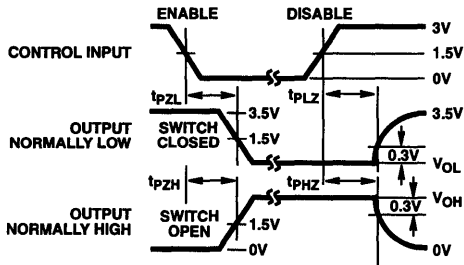 ENABLE DISABLE
3V
CONTROL INPUT 1.5V
0V
tPZL tPLZ
3.5V 3.5V
OUTPUT NORMALLY LOW
SWITCH CLOSED
1.5V
0.3V
VOL
tPZH tPHZ
VOH
0.3V
OUTPUT NORMALLY HIGH
SWITCH OPEN
1.5V
0V 0V